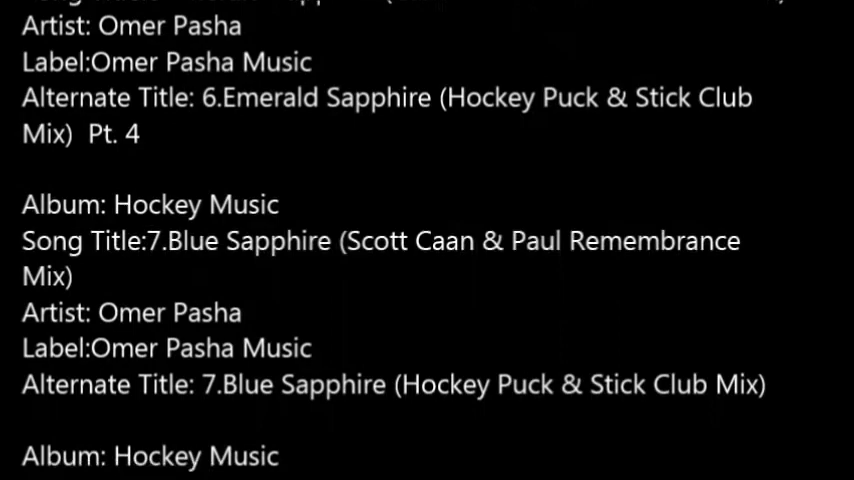 Artist: Omer Pasha
Label:Omer Pasha Music
Alternate Title: 6.Emerald Sapphire (Hockey Puck & Stick Club
Mix)  Pt. 4
Album: Hockey Music
Song Title:7.Blue Sapphire (Scott Caan & Paul Remembrance
Mix)
Artist: Omer Pasha
Label:Omer Pasha Music
Alternate Title: 7.Blue Sapphire (Hockey Puck & Stick Club Mix)
Album: Hockey Music